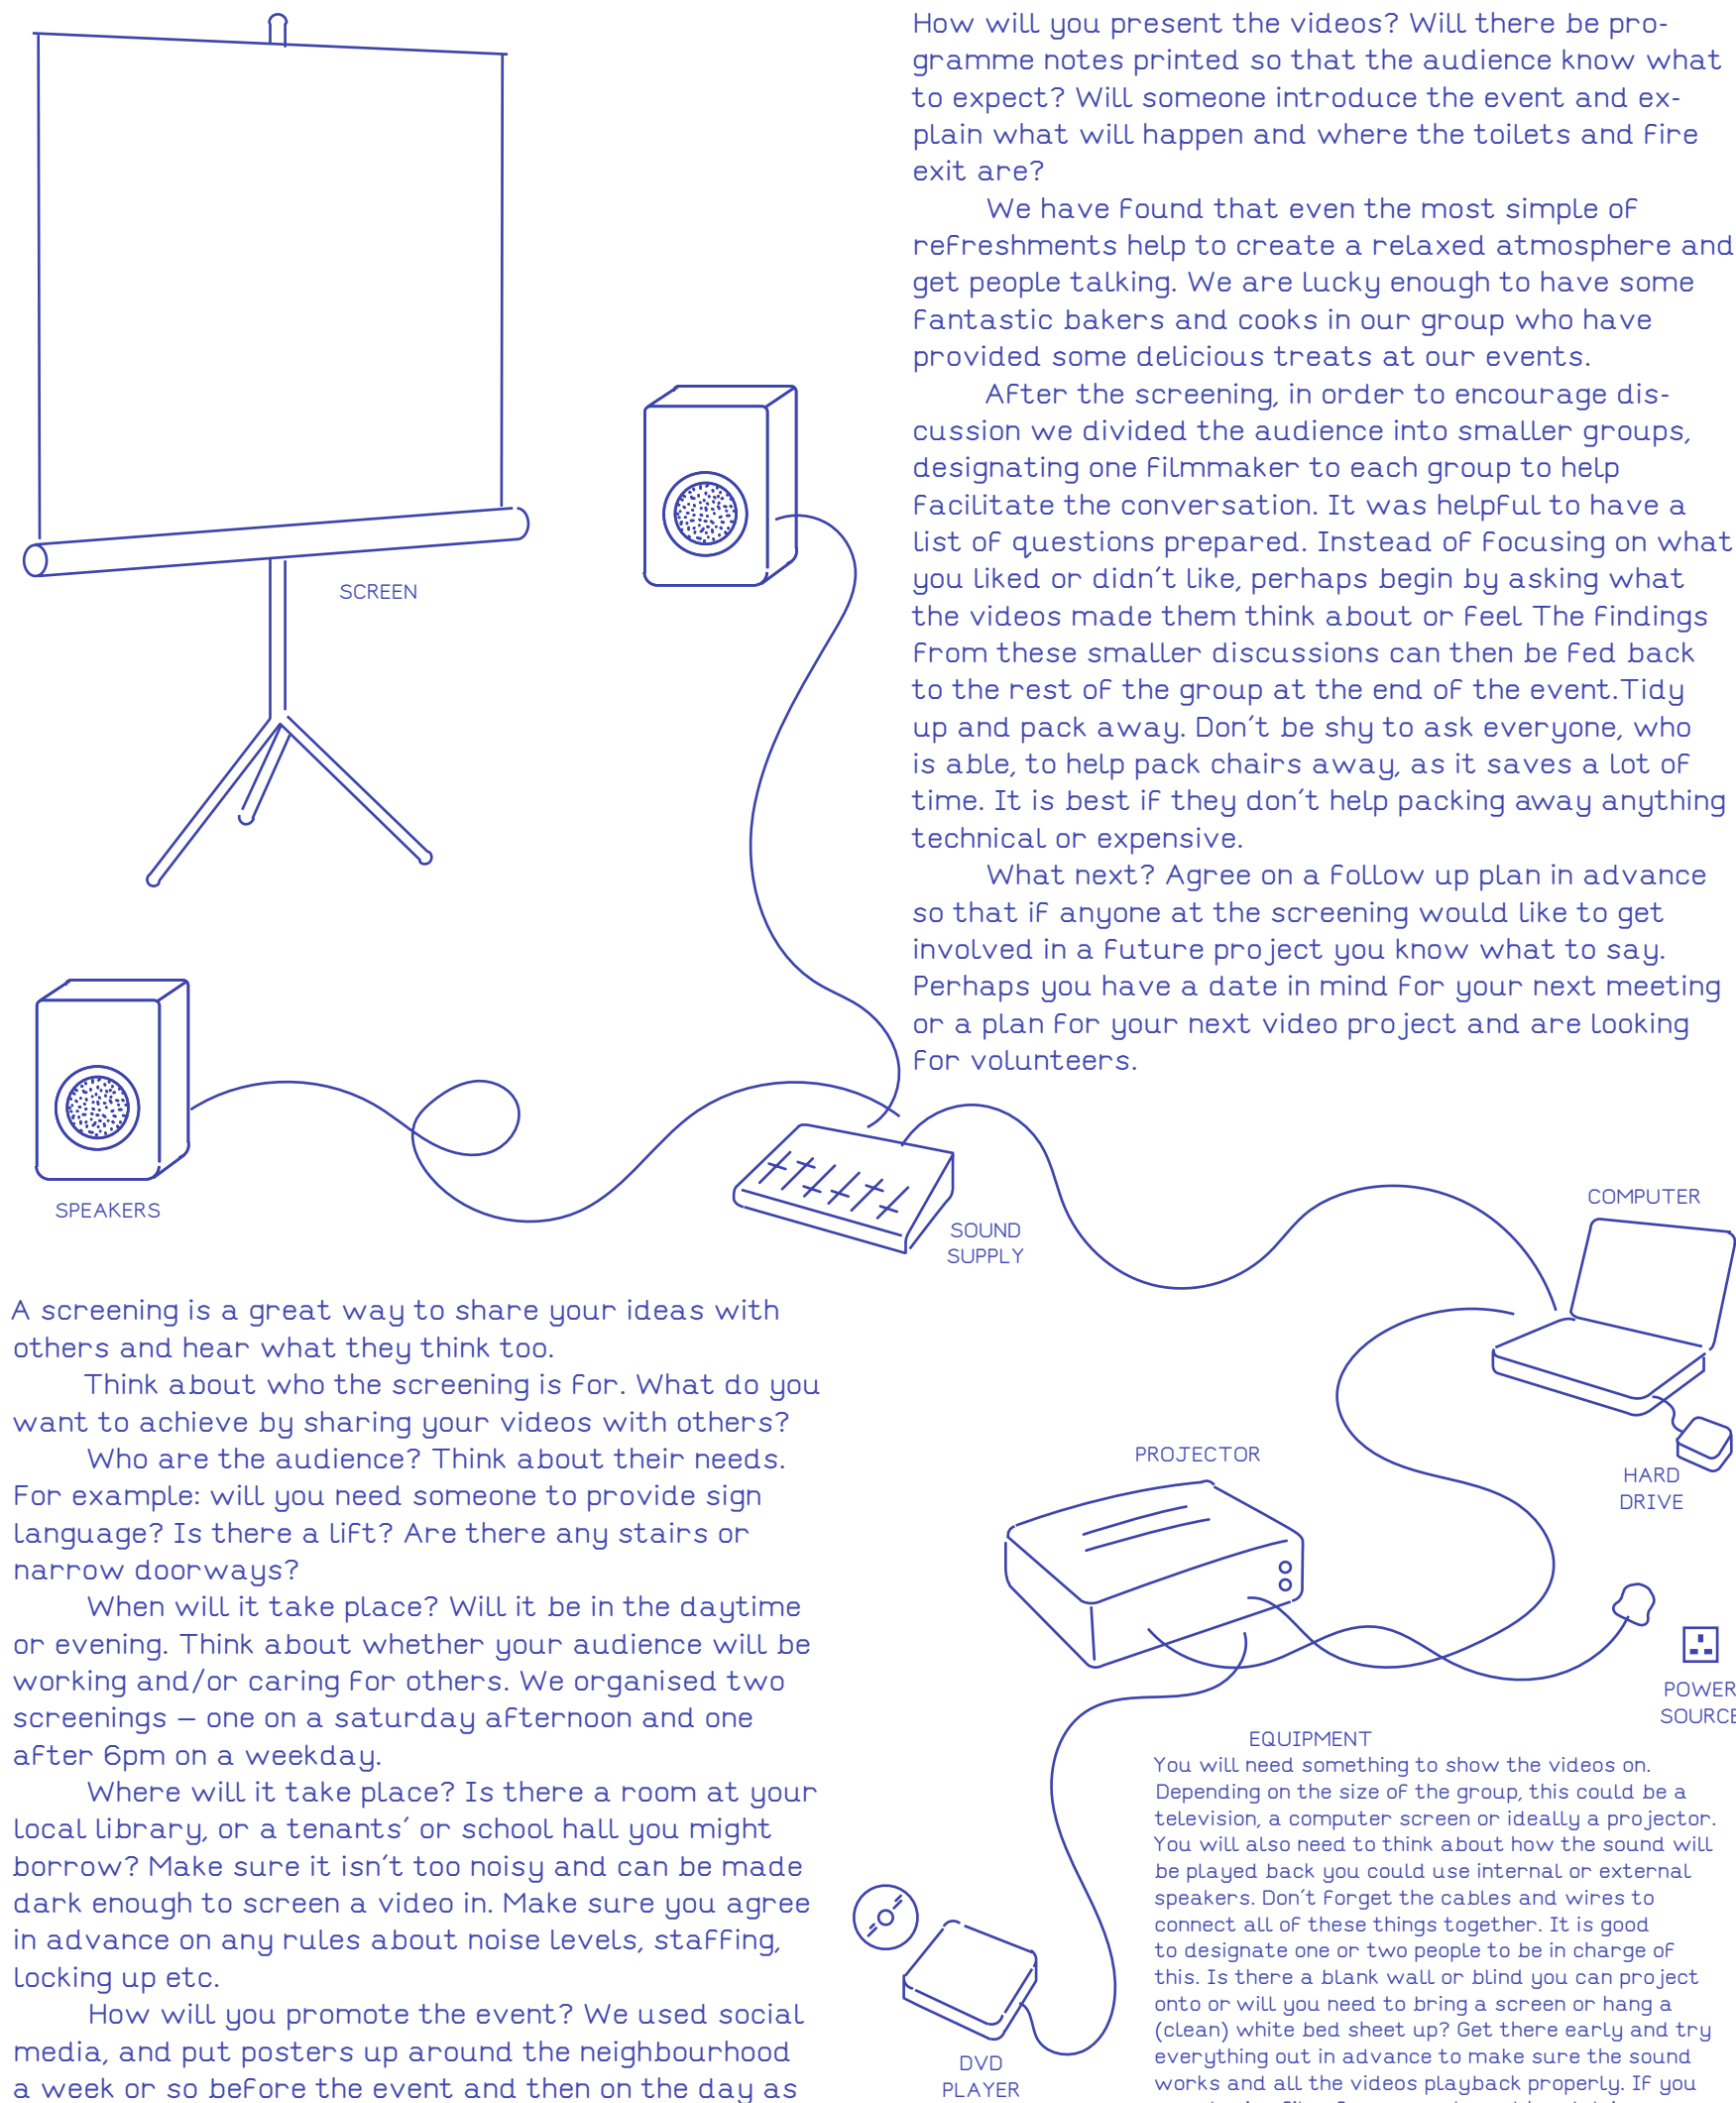 How will you present the videos? Will there be pro-
gramme notes printed so that the audience know what
to expect? Will someone introduce the event and ex-
plain what will happen and where the toilets and fire
exit are?
We have found that even the most simple of
refreshments help to create a relaxed atmosphere and
get people talking. We are lucky enough to have some
fantastic bakers and cooks in our group who have
provided some delicious treats at our events.
After the screening, in order to encourage dis-
cussion we divided the audience into smaller groups,
designating one filmmaker to each group to help
facilitate the conversation. It was helpful to have a
list of questions prepared. Instead of focusing on what
you liked or didn't like, perhaps begin by asking what
the videos made them think about or feel The findings
from these smaller discussions can then be fed back
to the rest of the group at the end of the event.Tidy
up and pack away. Don't be shy to ask everyone, who
is able, to help pack chairs away, as it saves a lot of
time. It is best if they don't help packing away anything
technical or expensive.
What next? Agree on a follow up plan in advance
so that if anyone at the screening would like to get
involved in a future project you know what to say.
Perhaps you have a date in mind for your next meeting
or a plan for your next video project and are looking
for volunteers.
SCREEN
SPEAKERS
SOUND
SUPPLY
COMPUTER
HARD
DRIVE
PROJECTOR
POWER
SOURCE
DVD
PLAYER
A screening is a great way to share your ideas with
others and hear what they think too.
Think about who the screening is for. What do you
want to achieve by sharing your videos with others?
Who are the audience? Think about their needs.
For example: will you need someone to provide sign
language? Is there a lift? Are there any stairs or
narrow doorways?
When will it take place? Will it be in the daytime
or evening. Think about whether your audience will be
working and/or caring for others. We organised two
screenings – one on a saturday afternoon and one
after 6pm on a weekday.
Where will it take place? Is there a room at your
local library, or a tenants' or school hall you might
borrow? Make sure it isn't too noisy and can be made
dark enough to screen a video in. Make sure you agree
in advance on any rules about noise levels, staffing,
locking up etc.
How will you promote the event? We used social
media, and put posters up around the neighbourhood
a week or so before the event and then on the day as
EQUIPMENT
You will need something to show the videos on.
Depending on the size of the group, this could be a
television, a computer screen or ideally a projector.
You will also need to think about how the sound will
be played back you could use internal or external
speakers. Don't forget the cables and wires to
connect all of these things together. It is good
to designate one or two people to be in charge of
this. Is there a blank wall or blind you can project
onto or will you need to bring a screen or hang a
(clean) white bed sheet up? Get there early and try
everything out in advance to make sure the sound
works and all the videos playback properly. If you